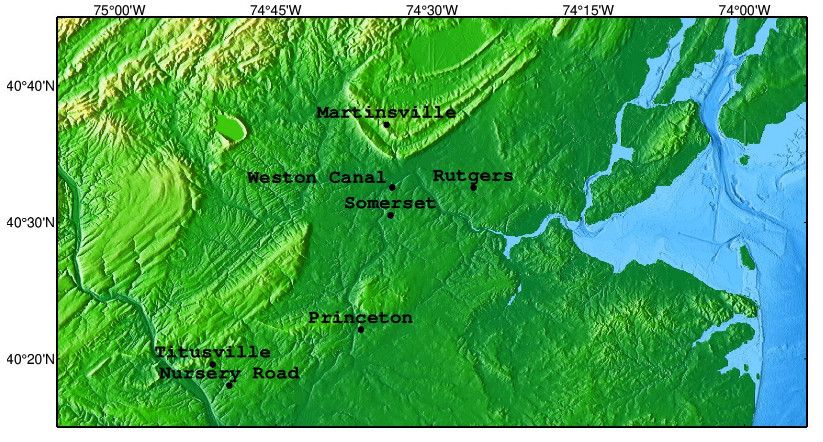 75°00'W 74°45'W 74°30'W 74°15'W 74°00'W
40°40'N
Martinsville
Weston Canal
Rutgers
Somerset
40°30'N
Princeton
Titusville
40°20'N
Nursery Road